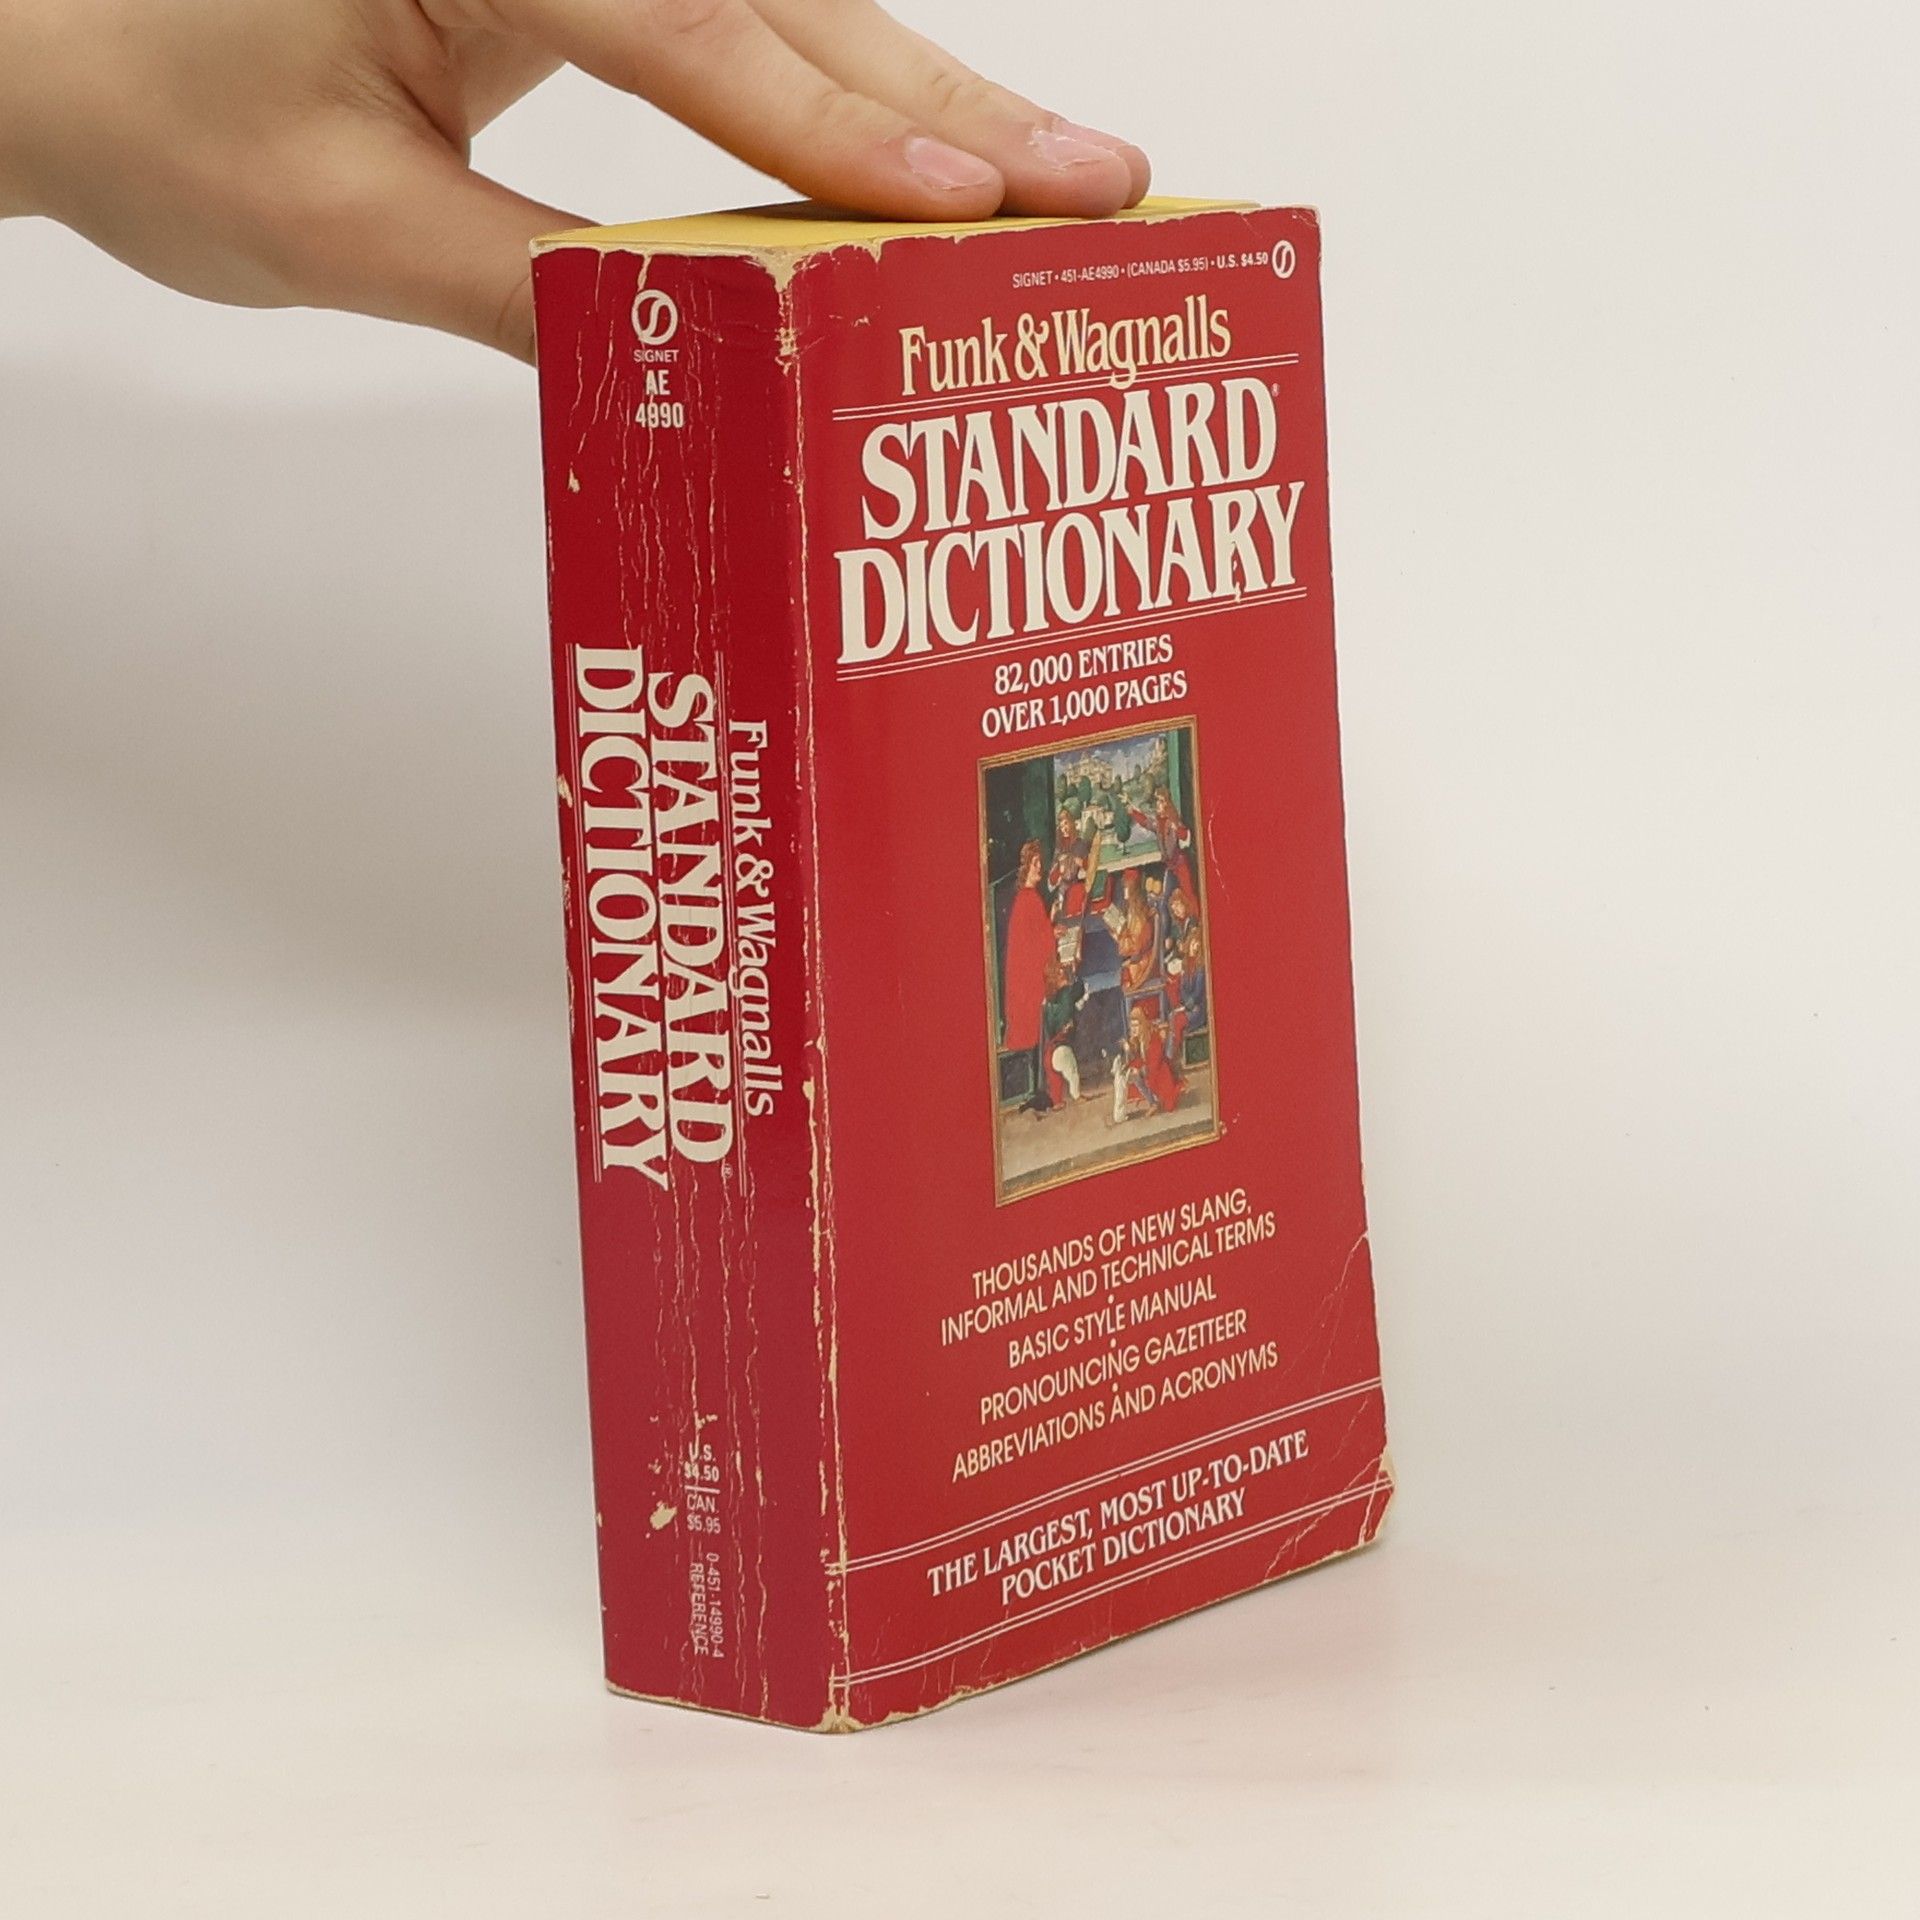 SIGNET
AE
4990
Funk & Wagnalls
STANDARD®
DICTIONARY
U.S.
$4.50
CAN.
$5.95
0-451-14990-4
REFERENCE
SIGNET • 451-AE4990 • (CANADA $5.95) • U.S. $4.50
Funk & Wagnalls
STANDARD®
DICTIONARY
82,000 ENTRIES
OVER 1,000 PAGES
THOUSANDS OF NEW SLANG,
INFORMAL AND TECHNICAL TERMS
•
BASIC STYLE MANUAL
•
PRONOUNCING GAZETTEER
•
ABBREVIATIONS AND ACRONYMS
THE LARGEST, MOST UP-TO-DATE
POCKET DICTIONARY